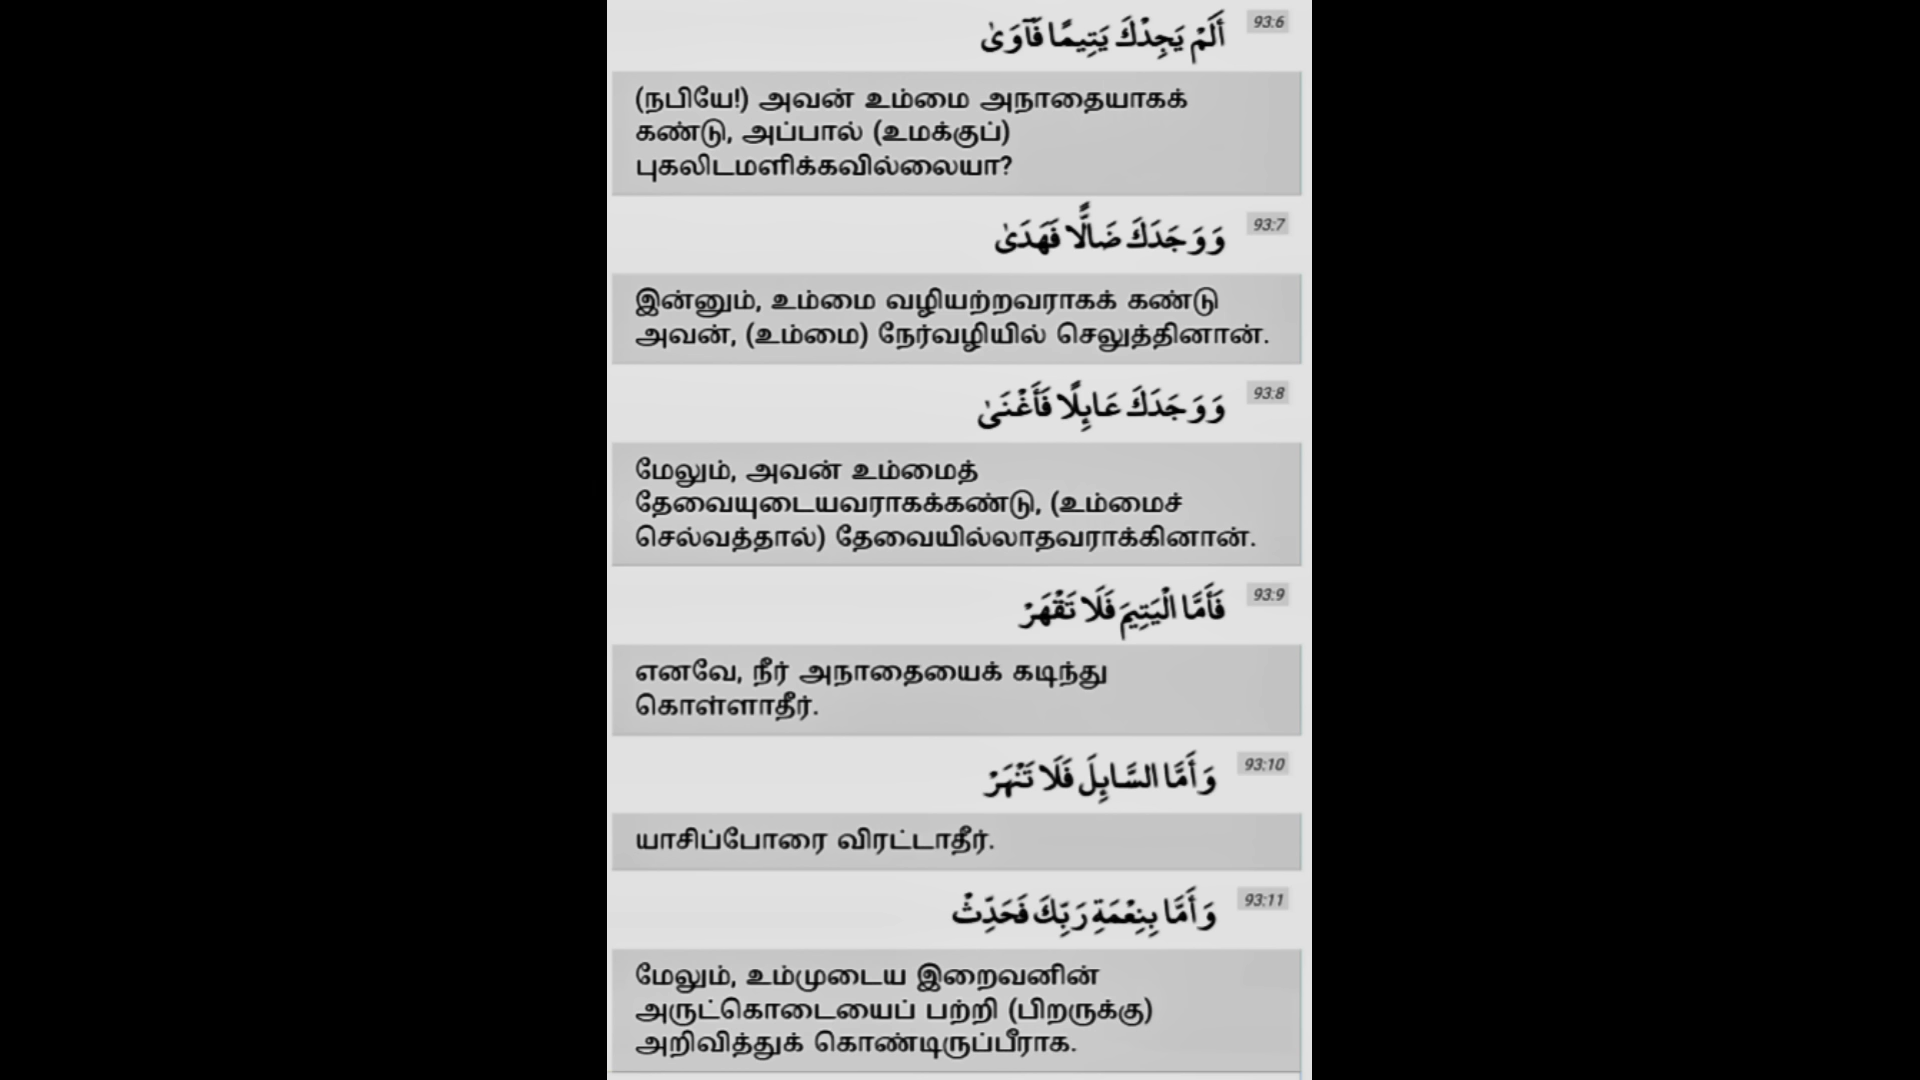 93:6
أَلَمْ يَجِدْكَ يَتِيمًا فَآوَىٰ
(நபியே!) அவன் உம்மை அநாதையாகக்
கண்டு, அப்பால் (உமக்குப்)
புகலிடமளிக்கவில்லையா?
93:7
وَوَجَدَكَ ضَالًّا فَهَدَىٰ
இன்னும், உம்மை வழியற்றவராகக் கண்டு
அவன், (உம்மை) நேர்வழியில் செலுத்தினான்.
93:8
وَوَجَدَكَ عَائِلًا فَأَغْنَىٰ
மேலும், அவன் உம்மைத்
தேவையுடையவராகக்கண்டு, (உம்மைச்
செல்வத்தால்) தேவையில்லாதவராக்கினான்.
93:9
فَأَمَّا الْيَتِيمَ فَلَا تَقْهَرْ
எனவே, நீர் அநாதையைக் கடிந்து
கொள்ளாதீர்.
93:10
وَأَمَّا السَّائِلَ فَلَا تَنْهَرْ
யாசிப்போரை விரட்டாதீர்.
93:11
وَأَمَّا بِنِعْمَةِ رَبِّكَ فَحَدِّثْ
மேலும், உம்முடைய இறைவனின்
அருட்கொடையைப் பற்றி (பிறருக்கு)
அறிவித்துக் கொண்டிருப்பீராக.